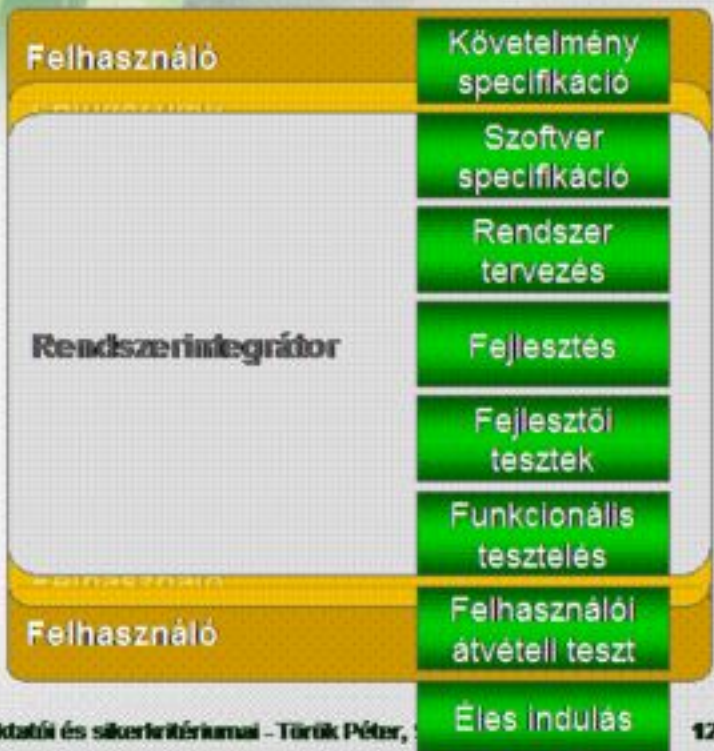 Felhasználó
Követelmény
specifikáció
Szoftver
specifikáció
Rendszer
tervezés
Rendszerintegrátor
Fejlesztés
Fejlesztői
tesztek
Funkcionális
tesztelés
Felhasználó
Felhasználó
Felhasználói
átvételi teszt
és sikerkritériumai - Török Péter,
Éles indulás
12